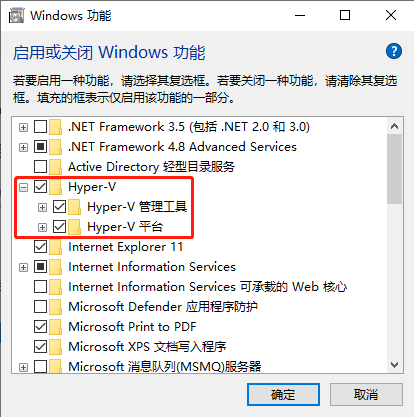 Windows 功能
启用或关闭 Windows 功能
若要启用一种功能，请选择其复选框。若要关闭一种功能，请清除其复选
框。填充的框表示仅启用该功能的一部分。
.NET Framework 3.5 (包括 .NET 2.0 和 3.0)
.NET Framework 4.8 Advanced Services
Active Directory 轻型目录服务
Hyper-V
Hyper-V 管理工具
Hyper-V 平台
Internet Explorer 11
Internet Information Services
Internet Information Services 可承载的 Web 核心
Microsoft Defender 应用程序防护
Microsoft Print to PDF
Microsoft XPS 文档写入程序
Microsoft 消息队列(MSMQ)服务器
确定
取消